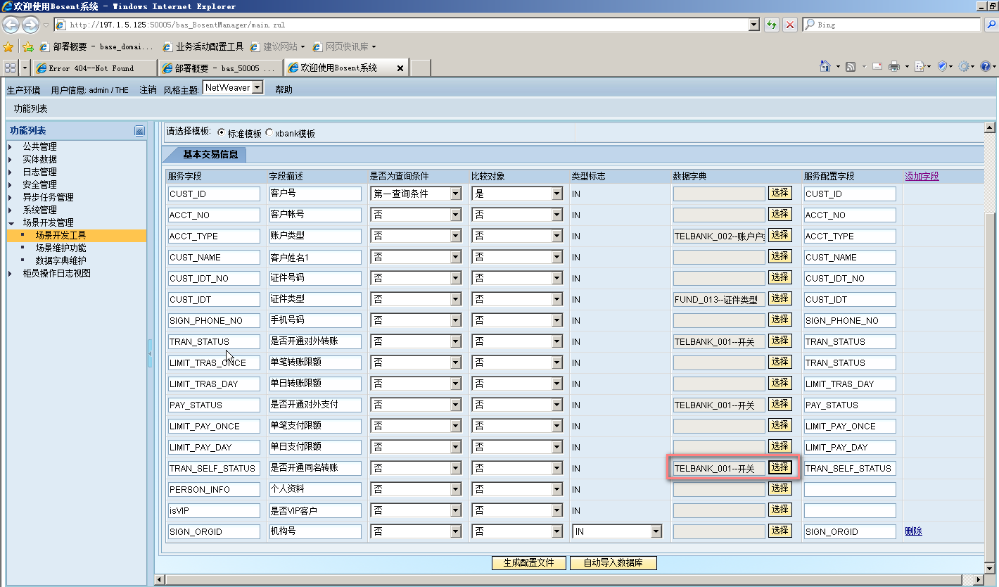 欢迎使用Bosent系统 - Windows Internet Explorer
http://197.1.5.125:50005/bas_BosentManager/main.zul
Bing
部署概要 - base_domai... 业务活动配置工具 建议网站 网页快讯库
Error 404--Not Found 部署概要 - bas_50005 ... 欢迎使用Bosent系统
生产环境 用户信息: admin / THE 注销 风格主题: NetWeaver 帮助
功能列表
功能列表
公共管理
实体数据
日志管理
安全管理
异步任务管理
系统管理
场景开发管理
场景开发工具
场景维护功能
数据字典维护
柜员操作日志视图
请选择模板: 标准模板 xbank模板
基本交易信息
服务字段 字段描述 是否为查询条件 比较对象 类型标志 数据字典 服务配置字段 添加字段
CUST_ID 客户号 第一查询条件 是 IN 选择 CUST_ID
ACCT_NO 客户帐号 否 否 IN 选择 ACCT_NO
ACCT_TYPE 账户类型 否 否 IN TELBANK_002--账户户 选择 ACCT_TYPE
CUST_NAME 客户姓名1 否 否 IN 选择 CUST_NAME
CUST_IDT_NO 证件号码 否 否 IN 选择 CUST_IDT_NO
CUST_IDT 证件类型 否 否 IN FUND_013--证件类型 选择 CUST_IDT
SIGN_PHONE_NO 手机号码 否 否 IN 选择 SIGN_PHONE_NO
TRAN_STATUS 是否开通对外转账 否 否 IN TELBANK_001--开关 选择 TRAN_STATUS
LIMIT_TRAS_ONCE 单笔转账限额 否 否 IN 选择 TRAN_STATUS
LIMIT_TRAS_DAY 单日转账限额 否 否 IN 选择 LIMIT_TRAS_DAY
PAY_STATUS 是否开通对外支付 否 否 IN TELBANK_001--开关 选择 PAY_STATUS
LIMIT_PAY_ONCE 单笔支付限额 否 否 IN 选择 LIMIT_PAY_ONCE
LIMIT_PAY_DAY 单日支付限额 否 否 IN 选择 LIMIT_PAY_DAY
TRAN_SELF_STATUS 是否开通同名转账 否 否 IN TELBANK_001--开关 选择 TRAN_SELF_STATUS
PERSON_INFO 个人资料 否 否 IN 选择
isVIP 是否VIP客户 否 否 IN 选择
SIGN_ORGID 机构号 否 否 IN 选择 SIGN_ORGID 删除
生成配置文件 自动导入数据库